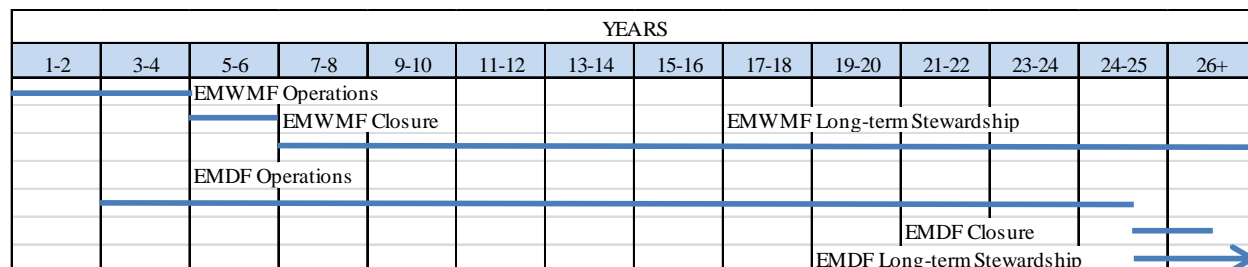 YEARS
1-2 3-4 5-6 7-8 9-10 11-12 13-14 15-16 17-18 19-20 21-22 23-24 24-25 26+
EMWMF Operations
EMWMF Closure EMWMF Long-term Stewardship
EMDF Operations
EMDF Closure
EMDF Long-term Stewardship